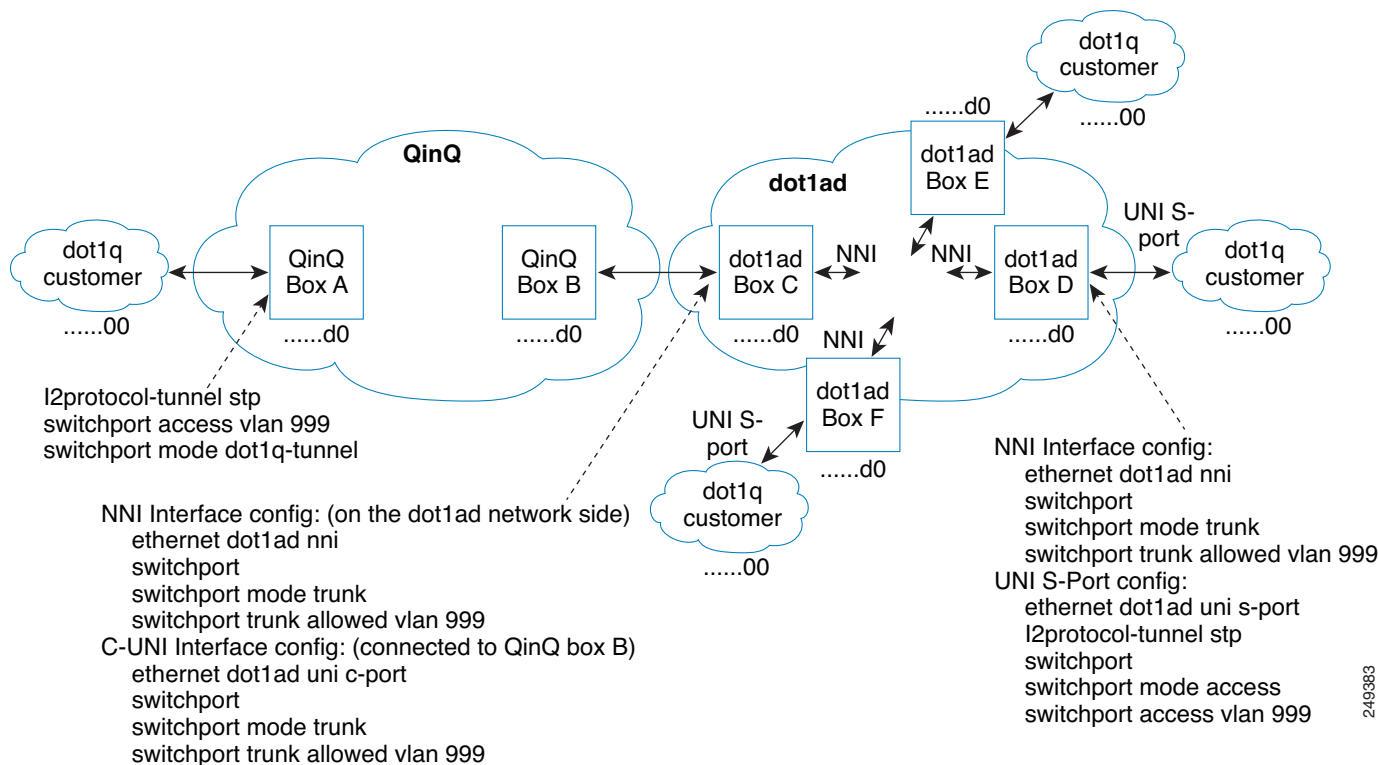 dot1q
customer
......00
......d0
dot1ad
Box E
QinQ
dot1ad
UNI S-
port
dot1q
customer
......00
QinQ
Box A
......d0
QinQ
Box B
......d0
dot1ad
Box C
......d0
NNI
NNI
dot1ad
Box D
......d0
dot1q
customer
......00
NNI
dot1ad
Box F
......d0
UNI S-
port
dot1q
customer
......00
l2protocol-tunnel stp
switchport access vlan 999
switchport mode dot1q-tunnel
NNI Interface config: (on the dot1ad network side)
ethernet dot1ad nni
switchport
switchport mode trunk
switchport trunk allowed vlan 999
C-UNI Interface config: (connected to QinQ box B)
ethernet dot1ad uni c-port
switchport
switchport mode trunk
switchport trunk allowed vlan 999
NNI Interface config:
ethernet dot1ad nni
switchport
switchport mode trunk
switchport trunk allowed vlan 999
UNI S-Port config:
ethernet dot1ad uni s-port
l2protocol-tunnel stp
switchport
switchport mode access
switchport access vlan 999
249383